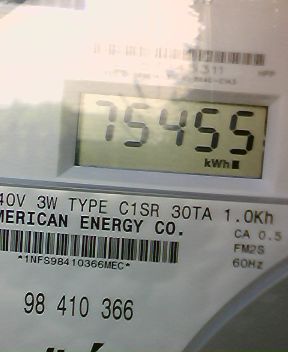 75455
kWh
40V 3W TYPE C1SR 30TA 1.0Kh
MERICAN ENERGY CO.
CA 0.5
FM2S
60Hz
*1NFS98410366MEC*
98 410 366